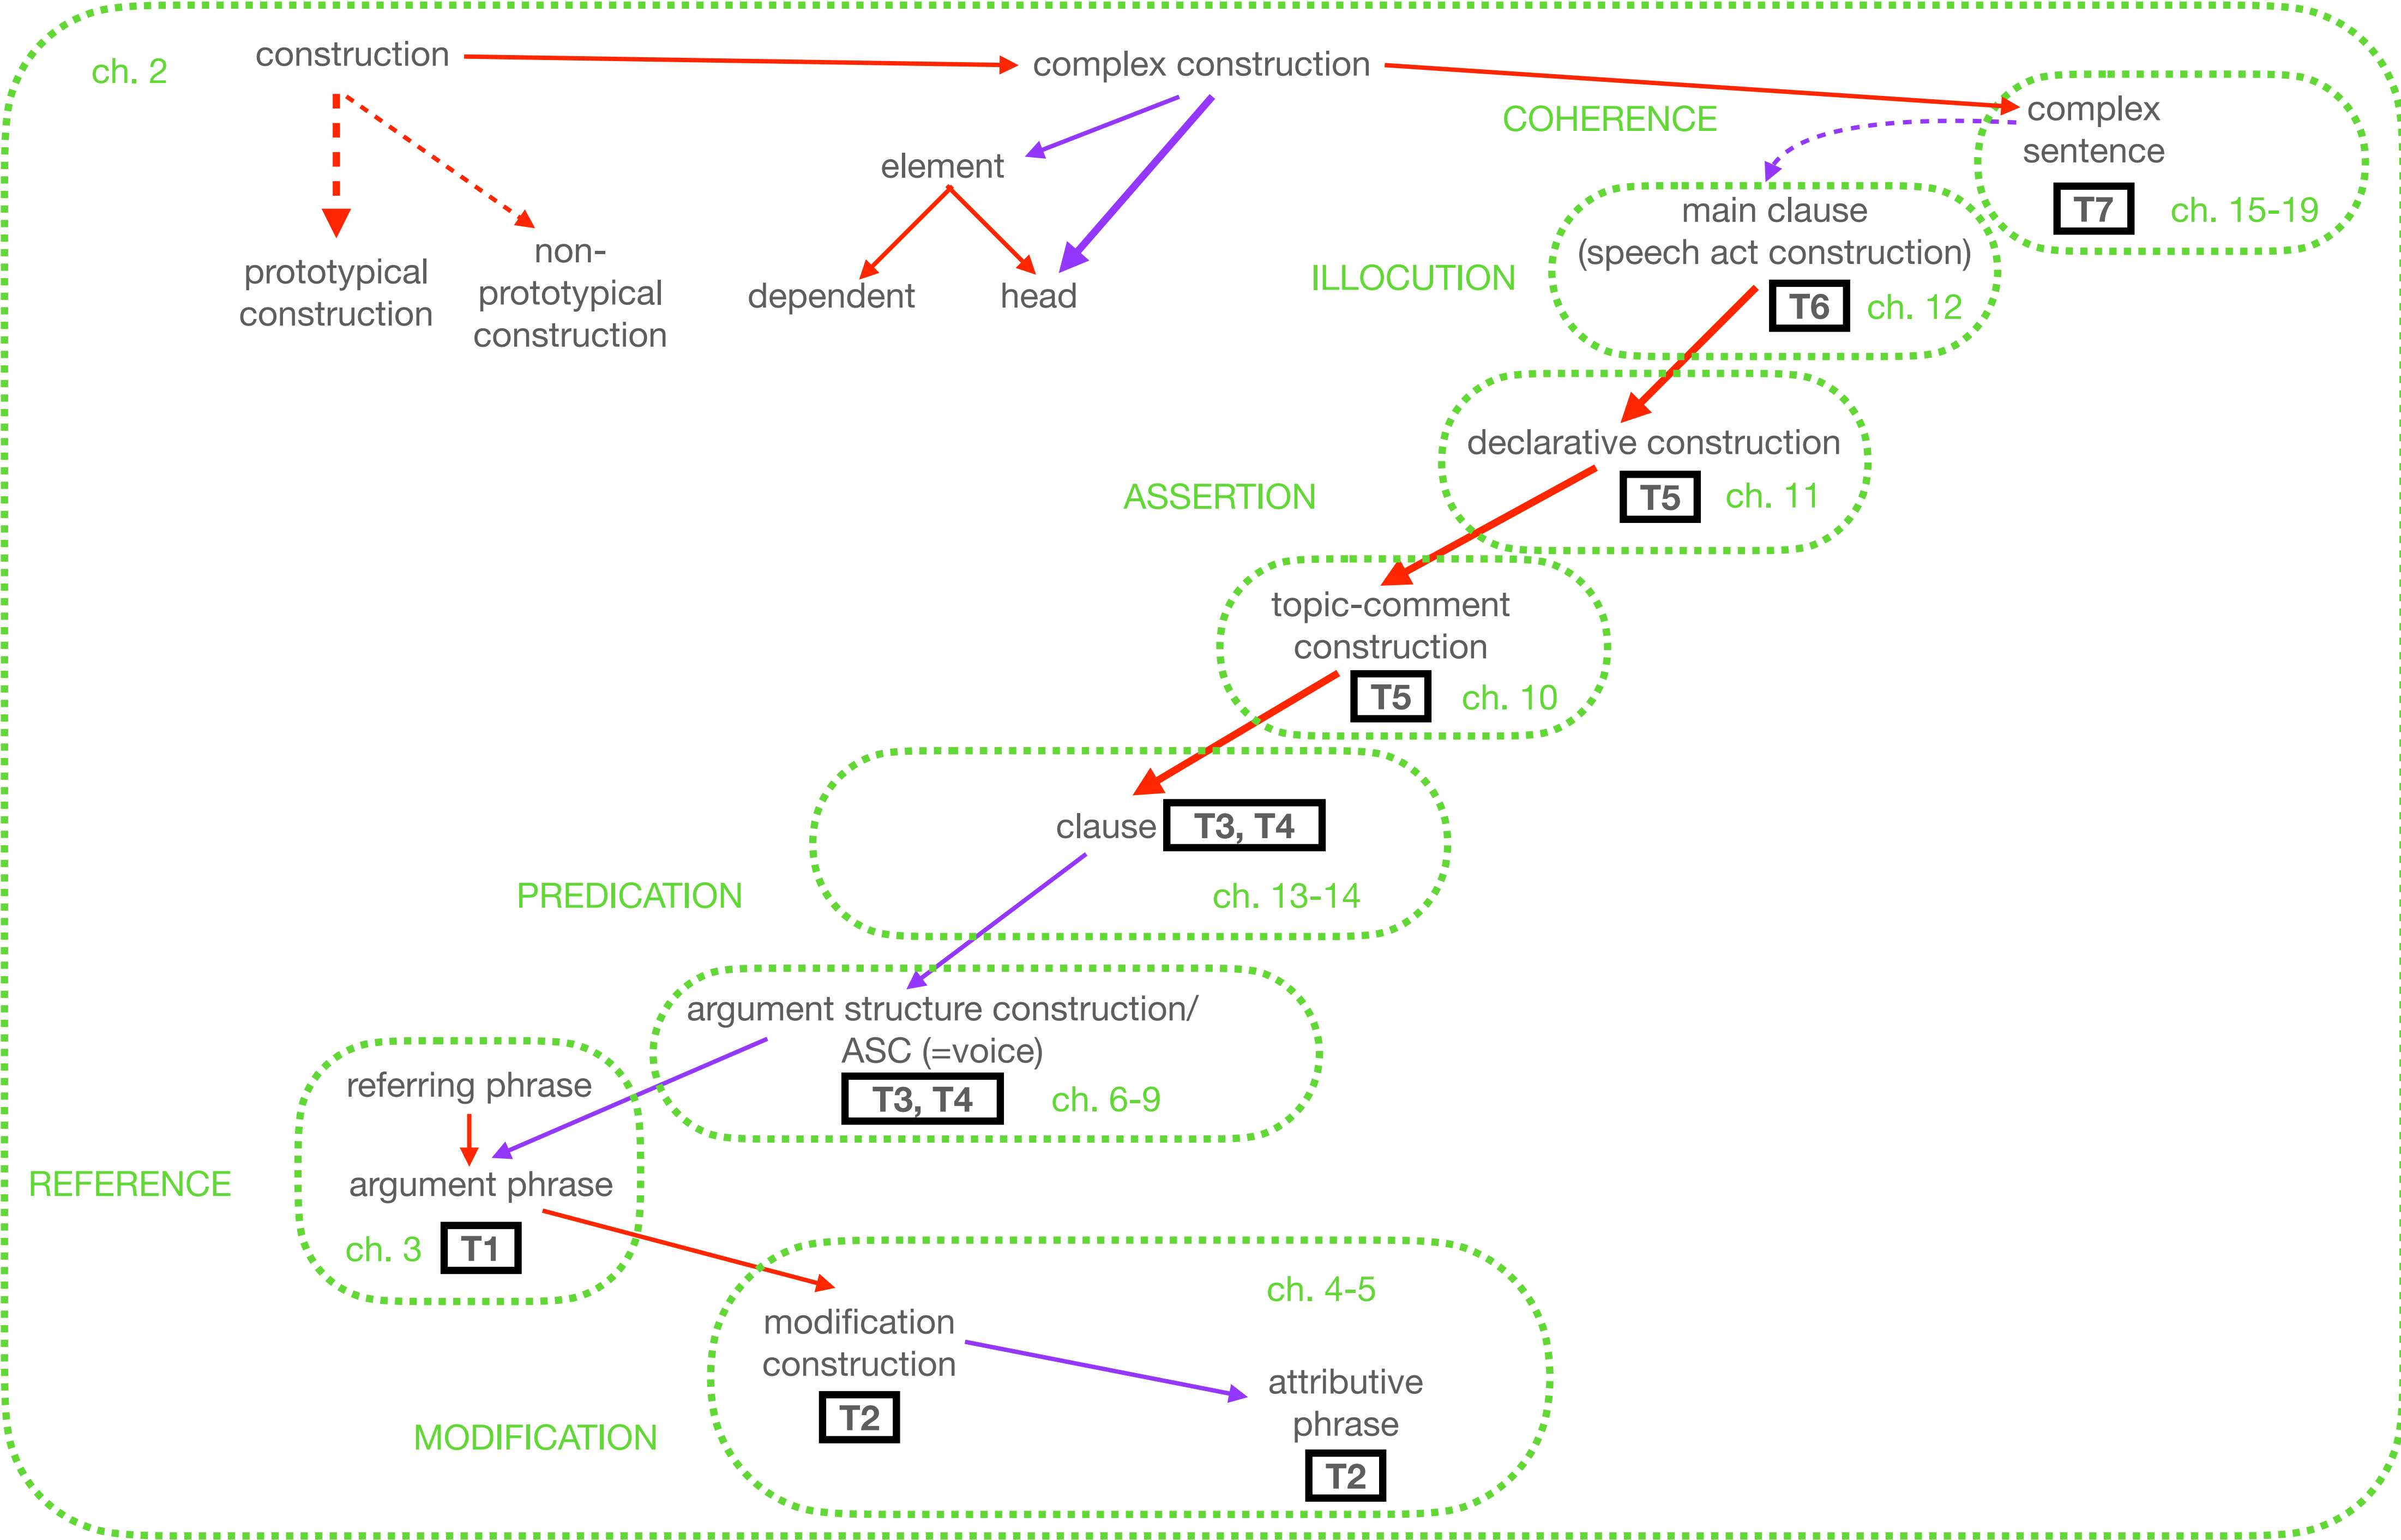 ch. 2
construction
complex construction
COHERENCE
complex
sentence
T7
ch. 15-19
element
dependent
head
prototypical
construction
non-
prototypical
construction
ILLOCUTION
main clause
(speech act construction)
T6
ch. 12
declarative construction
T5
ch. 11
ASSERTION
topic-comment
construction
T5
ch. 10
clause
T3, T4
PREDICATION
ch. 13-14
argument structure construction/
ASC (=voice)
T3, T4
ch. 6-9
referring phrase
REFERENCE
argument phrase
ch. 3
T1
ch. 4-5
modification
construction
T2
attributive
phrase
T2
MODIFICATION